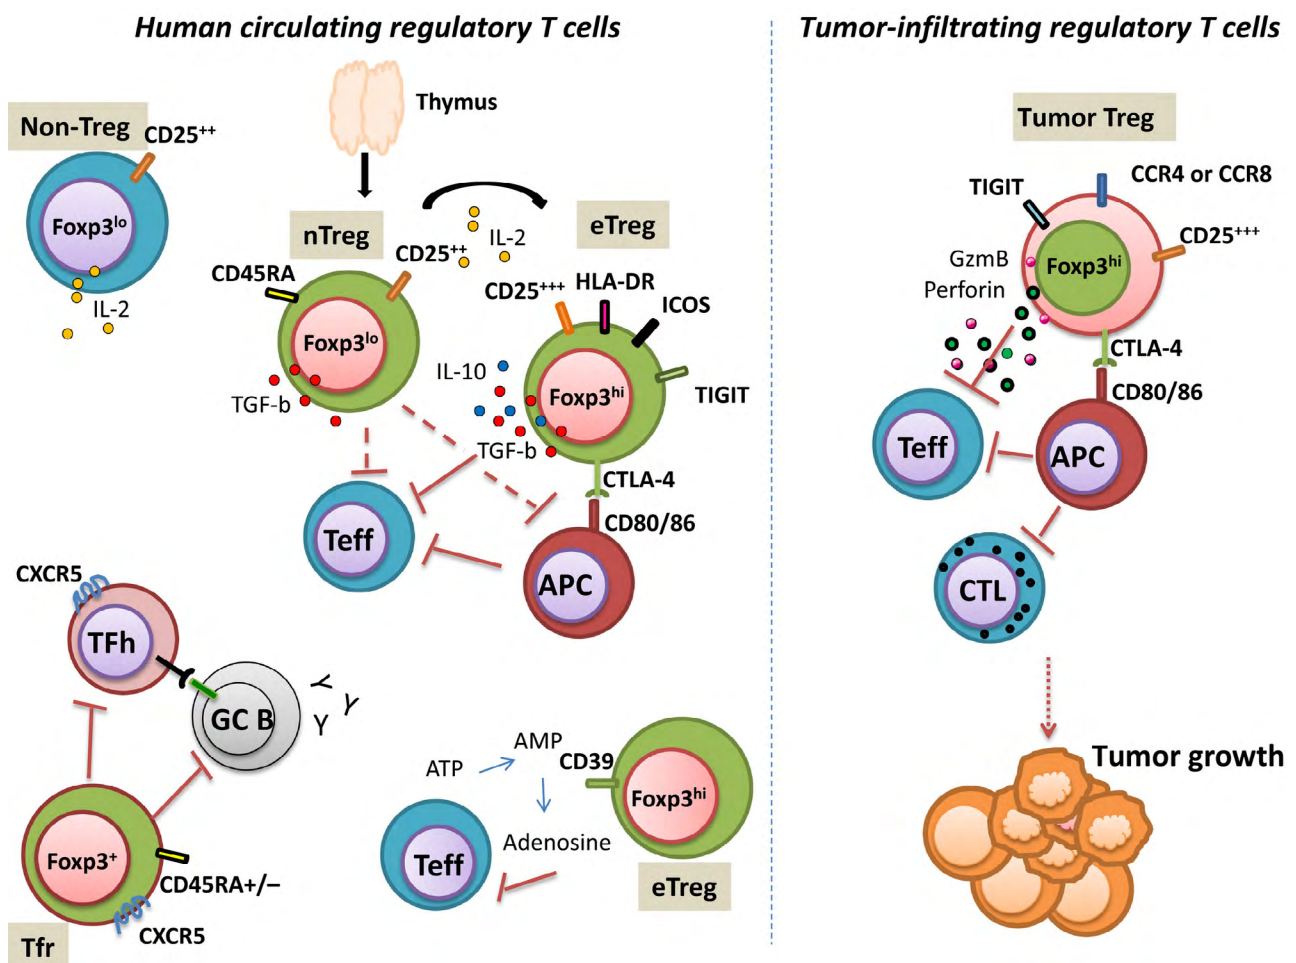 Human circulating regulatory T cells
Tumor-infiltrating regulatory T cells
Thymus
Non-Treg
CD25++
Foxp3lo
IL-2
nTreg
CD45RA
CD25++
Foxp3lo
TGF-b
IL-2
eTreg
CD25+++
HLA-DR
ICOS
IL-10
Foxp3hi
TIGIT
TGF-b
CTLA-4
CD80/86
Teff
APC
CXCR5
TFh
GC B
Foxp3+
CD45RA+/–
CXCR5
Tfr
ATP
AMP
CD39
Foxp3hi
Adenosine
Teff
eTreg
Tumor Treg
TIGIT
CCR4 or CCR8
CD25+++
GzmB
Foxp3hi
Perforin
CTLA-4
CD80/86
Teff
APC
CTL
Tumor growth